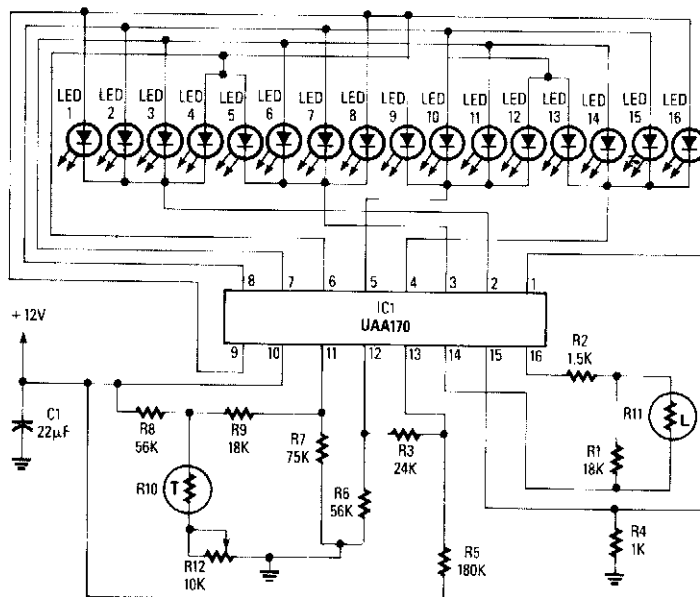 LED 1
LED 2
LED 3
LED 4
LED 5
LED 6
LED 7
LED 8
LED 9
LED 10
LED 11
LED 12
LED 13
LED 14
LED 15
LED 16
8 7 6 5 4 3 2 1
IC1
UAA170
9 10 11 12 13 14 15 16
+12V
C1
22µF
R8
56K
R9
18K
R7
75K
R6
56K
R3
24K
R5
180K
R2
1.5K
R1
18K
R11
L
R4
1K
R10
T
R12
10K